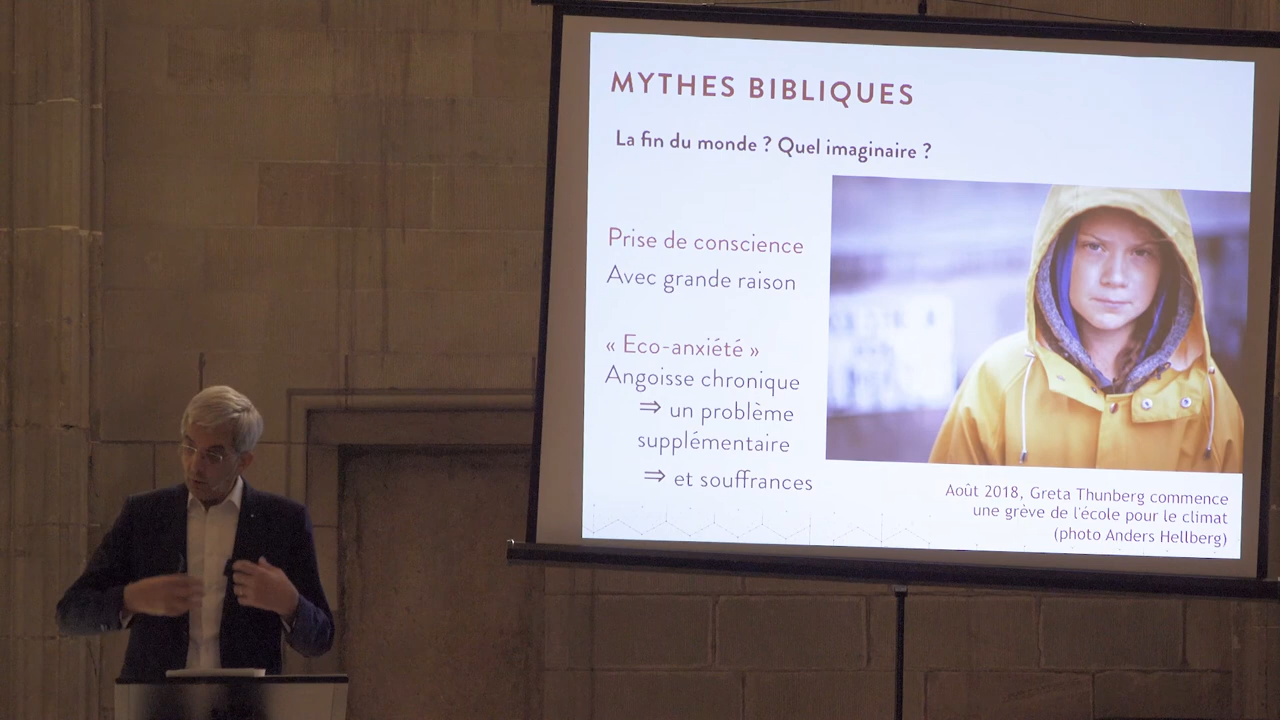 MYTHES BIBLIQUES
La fin du monde ? Quel imaginaire ?
Prise de conscience
Avec grande raison
« Eco-anxiété »
Angoisse chronique
⇒ un problème
supplémentaire
⇒ et souffrances
Août 2018, Greta Thunberg commence
une grève de l'école pour le climat
(photo Anders Hellberg)